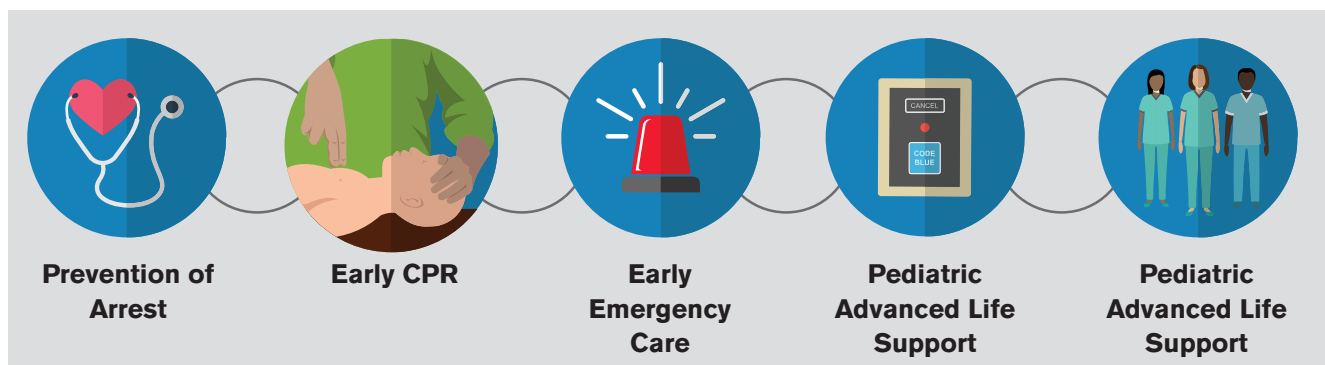 CANCEL
CODE
BLUE
Prevention of
Arrest
Early CPR
Early
Emergency
Care
Pediatric
Advanced Life
Support
Pediatric
Advanced Life
Support